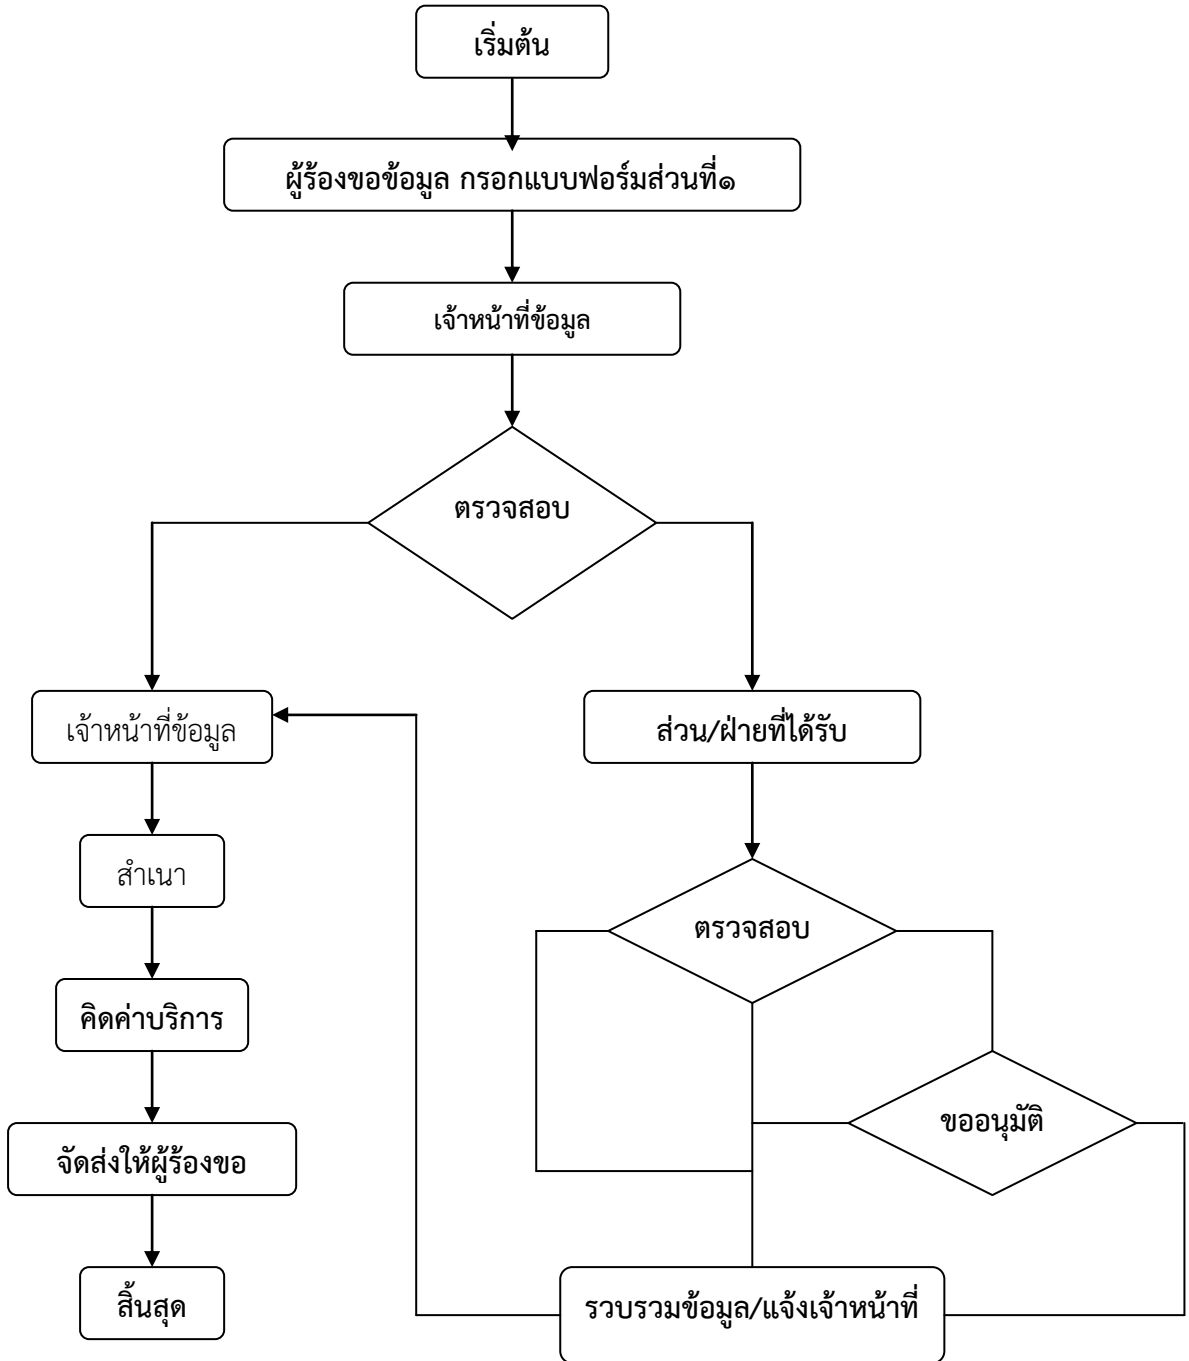 เริ่มต้น
ผู้ร้องขอข้อมูล กรอกแบบฟอร์มส่วนที่๑
เจ้าหน้าที่ข้อมูล
ตรวจสอบ
เจ้าหน้าที่ข้อมูล
ส่วน/ฝ่ายที่ได้รับ
สำเนา
ตรวจสอบ
คิดค่าบริการ
ขออนุมัติ
จัดส่งให้ผู้ร้องขอ
สิ้นสุด
รวบรวมข้อมูล/แจ้งเจ้าหน้าที่